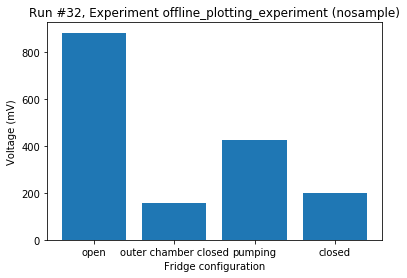 Run #32, Experiment offline_plotting_experiment (nosample)
Voltage (mV)
800
600
400
200
0
open outer chamber closed pumping closed
Fridge configuration